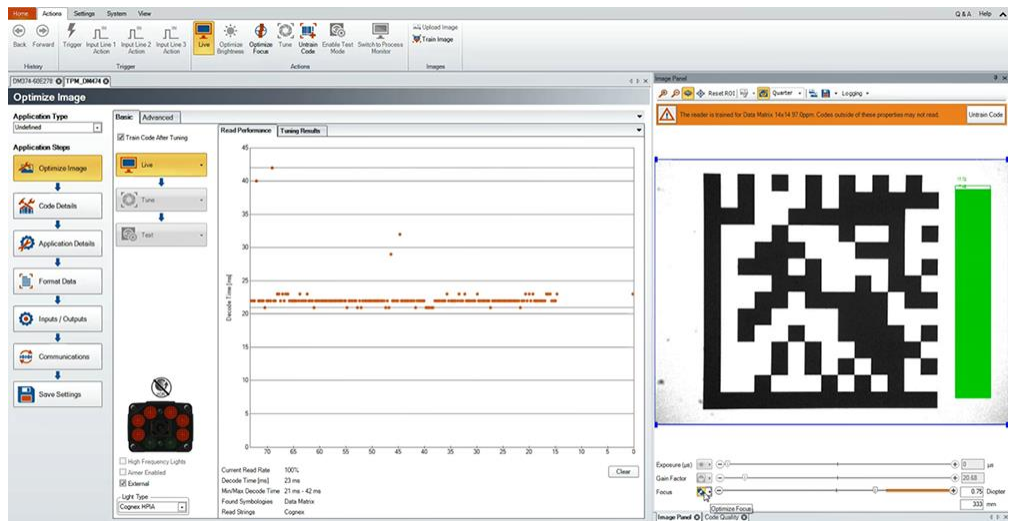 Home Actions Settings System View Q & A Help
Back Forward Trigger Input Line 1 Action Input Line 2 Action Input Line 3 Action Live Optimize Brightness Optimize Focus Tune Untrain Code Enable Test Mode Switch to Process Monitor Upload Image
Train Image
History Trigger Actions Images
DM374-60E278 TPM_DM474
Image Panel
Optimize Image
Reset ROI Quarter Logging
The reader is trained for Data Matrix 14x14 97.0ppm. Codes outside of these properties may not read. Untrain Code
Application Type
Undefined
Application Steps
Optimize Image
Code Details
Application Details
Format Data
Inputs / Outputs
Communications
Save Settings
Basic Advanced
Train Code After Tuning
Live
Tune
Test
High Frequency Lights
Aimer Enabled
External
Light Type
Cognex HPIA
Read Performance Tuning Results
45
40
35
30
25
20
15
10
5
0
Decode Time [ms]
70 65 60 55 50 45 40 35 30 25 20 15 10 5 0
Current Read Rate 100%
Decode Time [ms] 23 ms
Min/Max Decode Time 21 ms - 42 ms
Found Symbologies Data Matrix
Read Strings Cognex
Clear
Exposure (µs) 0 µs
Gain Factor 20.68
Focus 0.75 Diopter
333 mm
Optimize Focus
Image Panel Code Quality